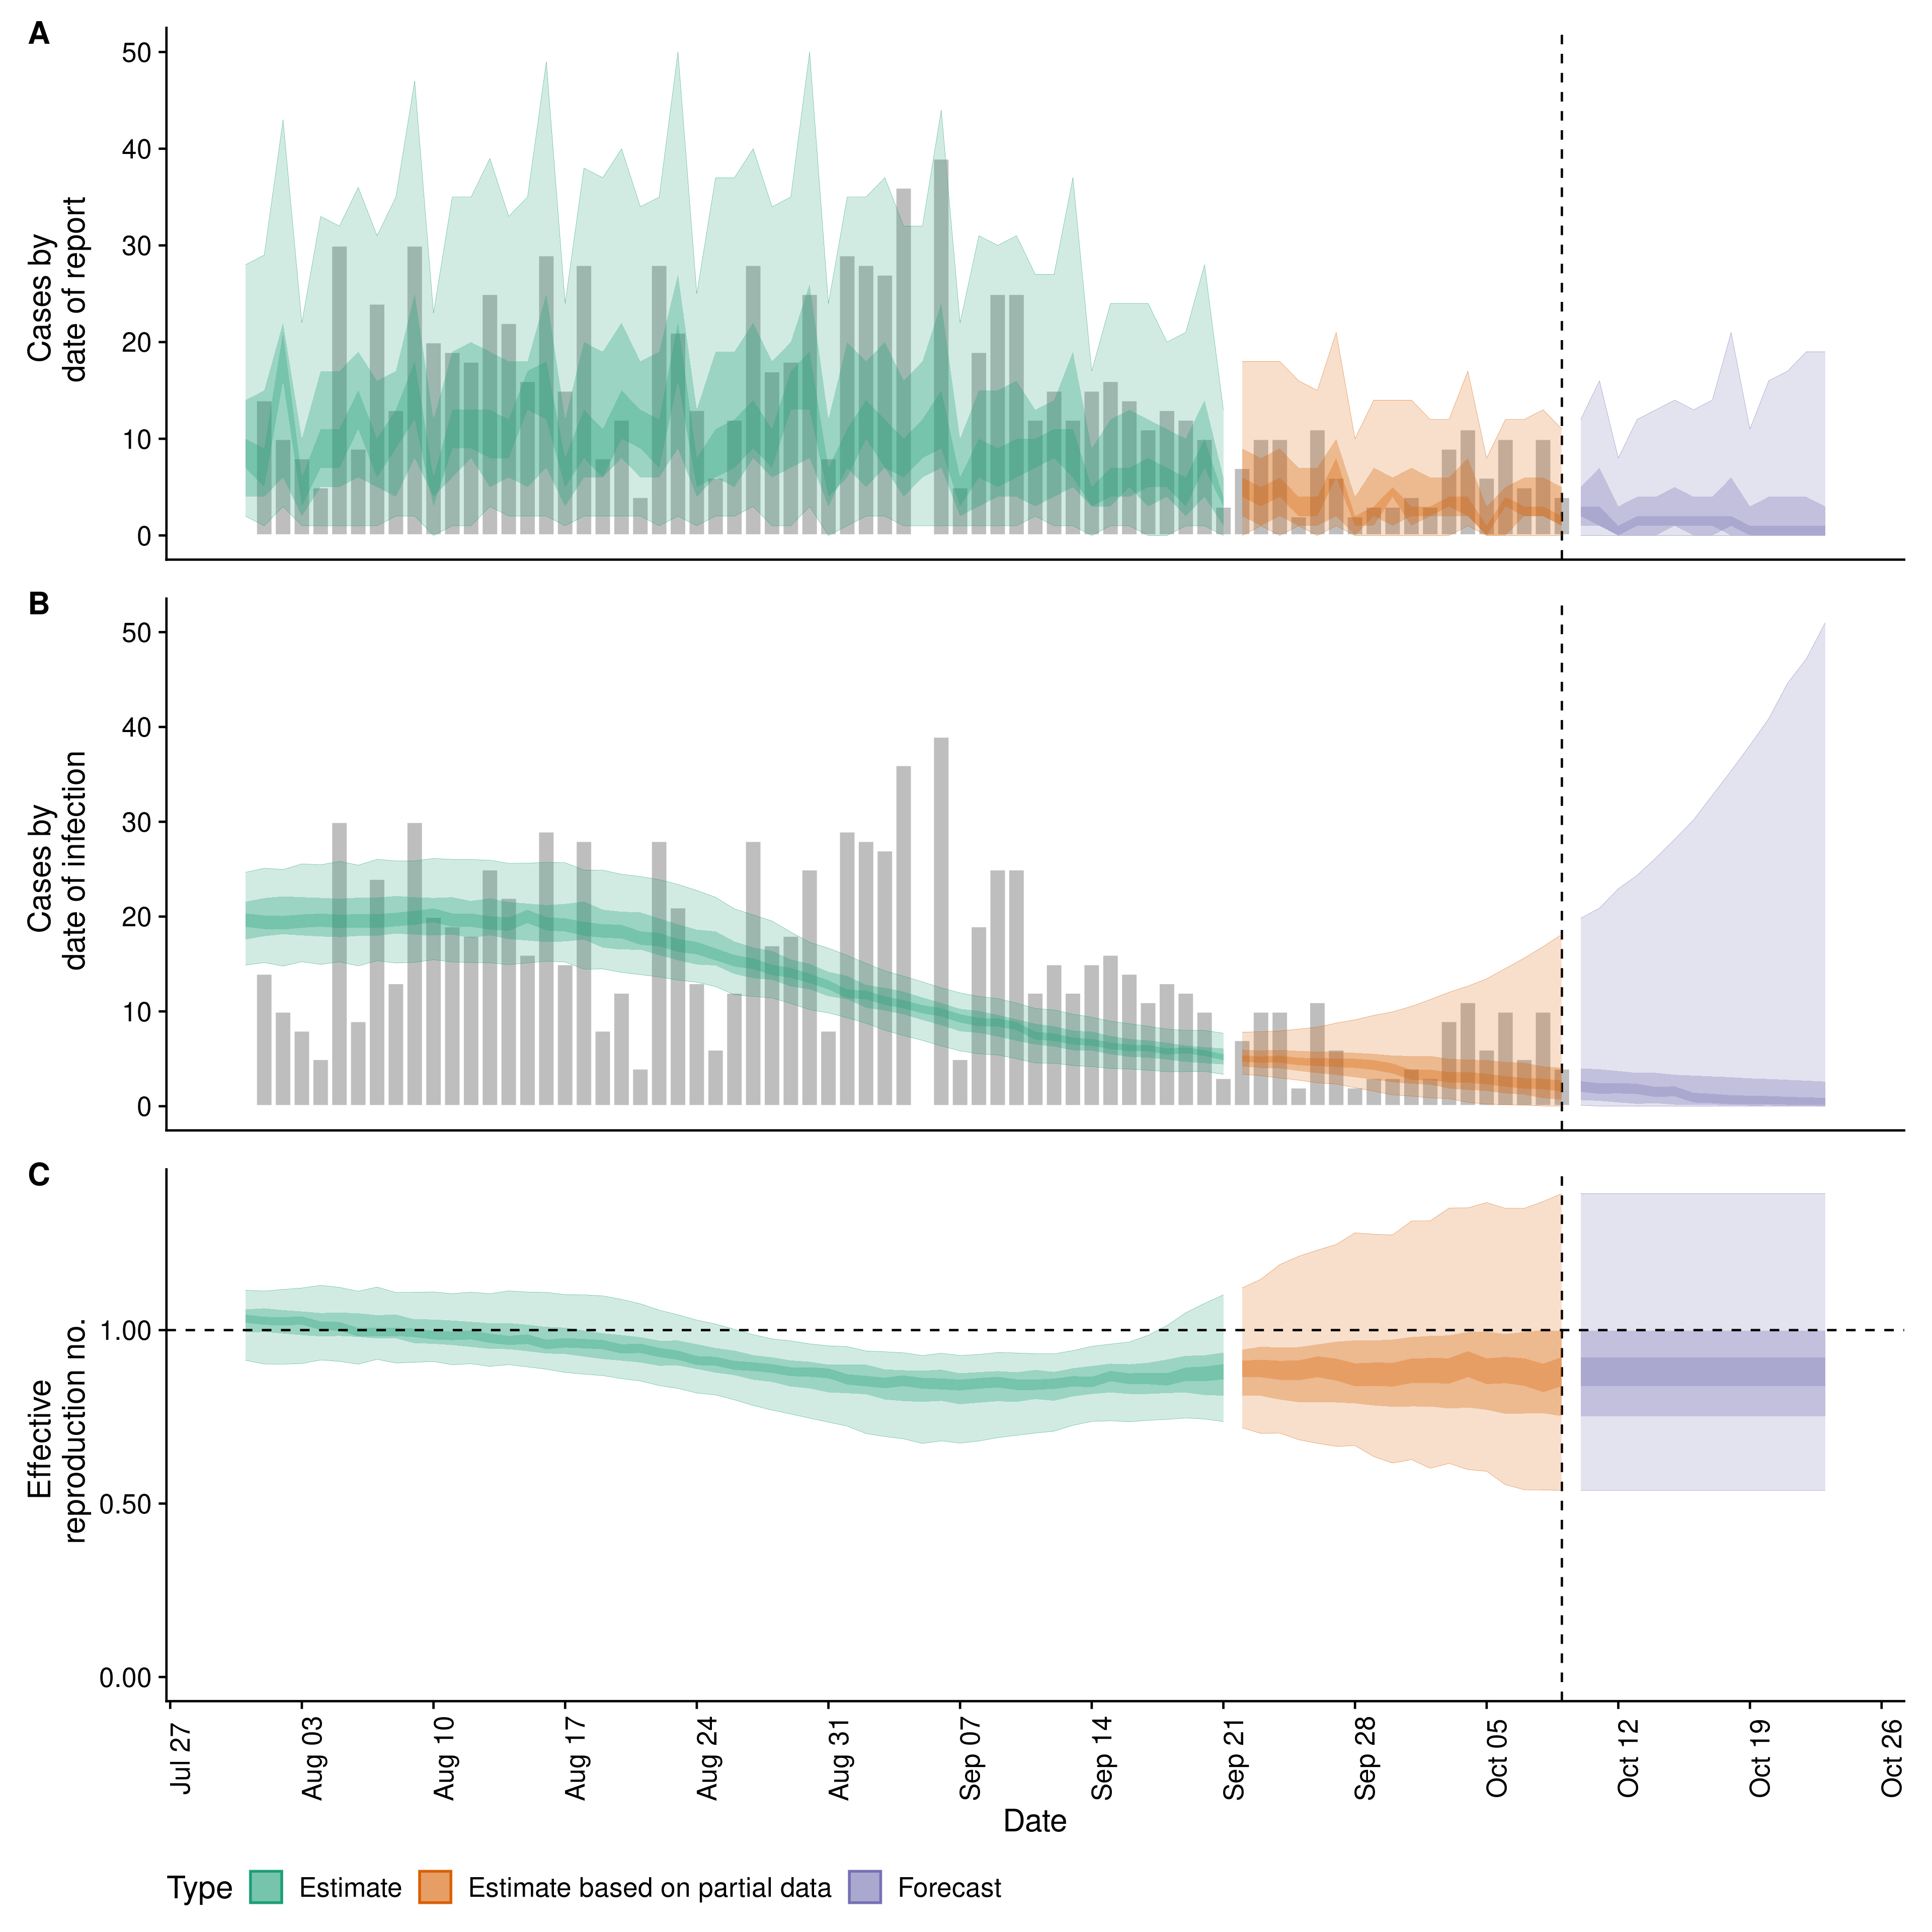 A
50
40
30
20
10
0
Cases by
date of report
B
50
40
30
20
10
0
Cases by
date of infection
C
1.00
0.50
0.00
Effective
reproduction no.
Jul 27
Aug 03
Aug 10
Aug 17
Aug 24
Aug 31
Sep 07
Sep 14
Sep 21
Sep 28
Oct 05
Oct 12
Oct 19
Oct 26
Date
Type Estimate Estimate based on partial data Forecast